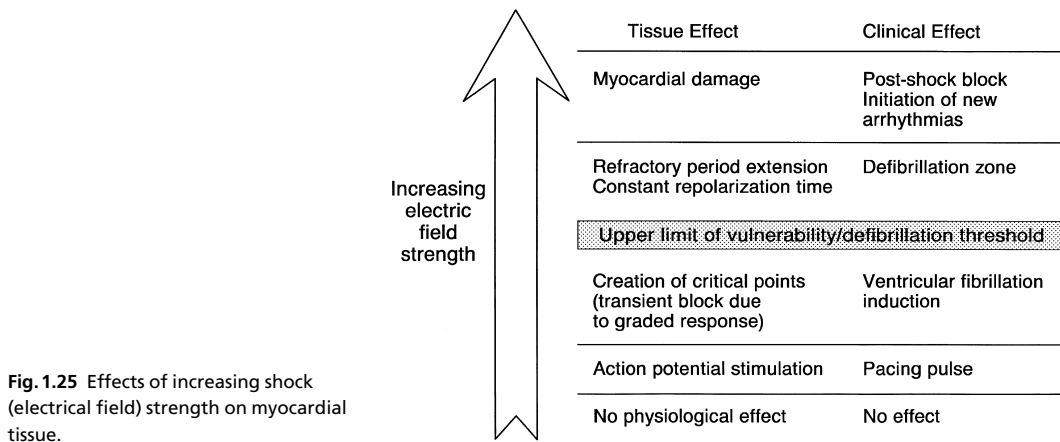 Tissue Effect Clinical Effect
Myocardial damage Post-shock block
Initiation of new
arrhythmias
Refractory period extension Defibrillation zone
Constant repolarization time
Increasing
electric
field
strength
Upper limit of vulnerability/defibrillation threshold
Creation of critical points Ventricular fibrillation
(transient block due induction
to graded response)
Action potential stimulation Pacing pulse
No physiological effect No effect
Fig. 1.25 Effects of increasing shock
(electrical field) strength on myocardial
tissue.